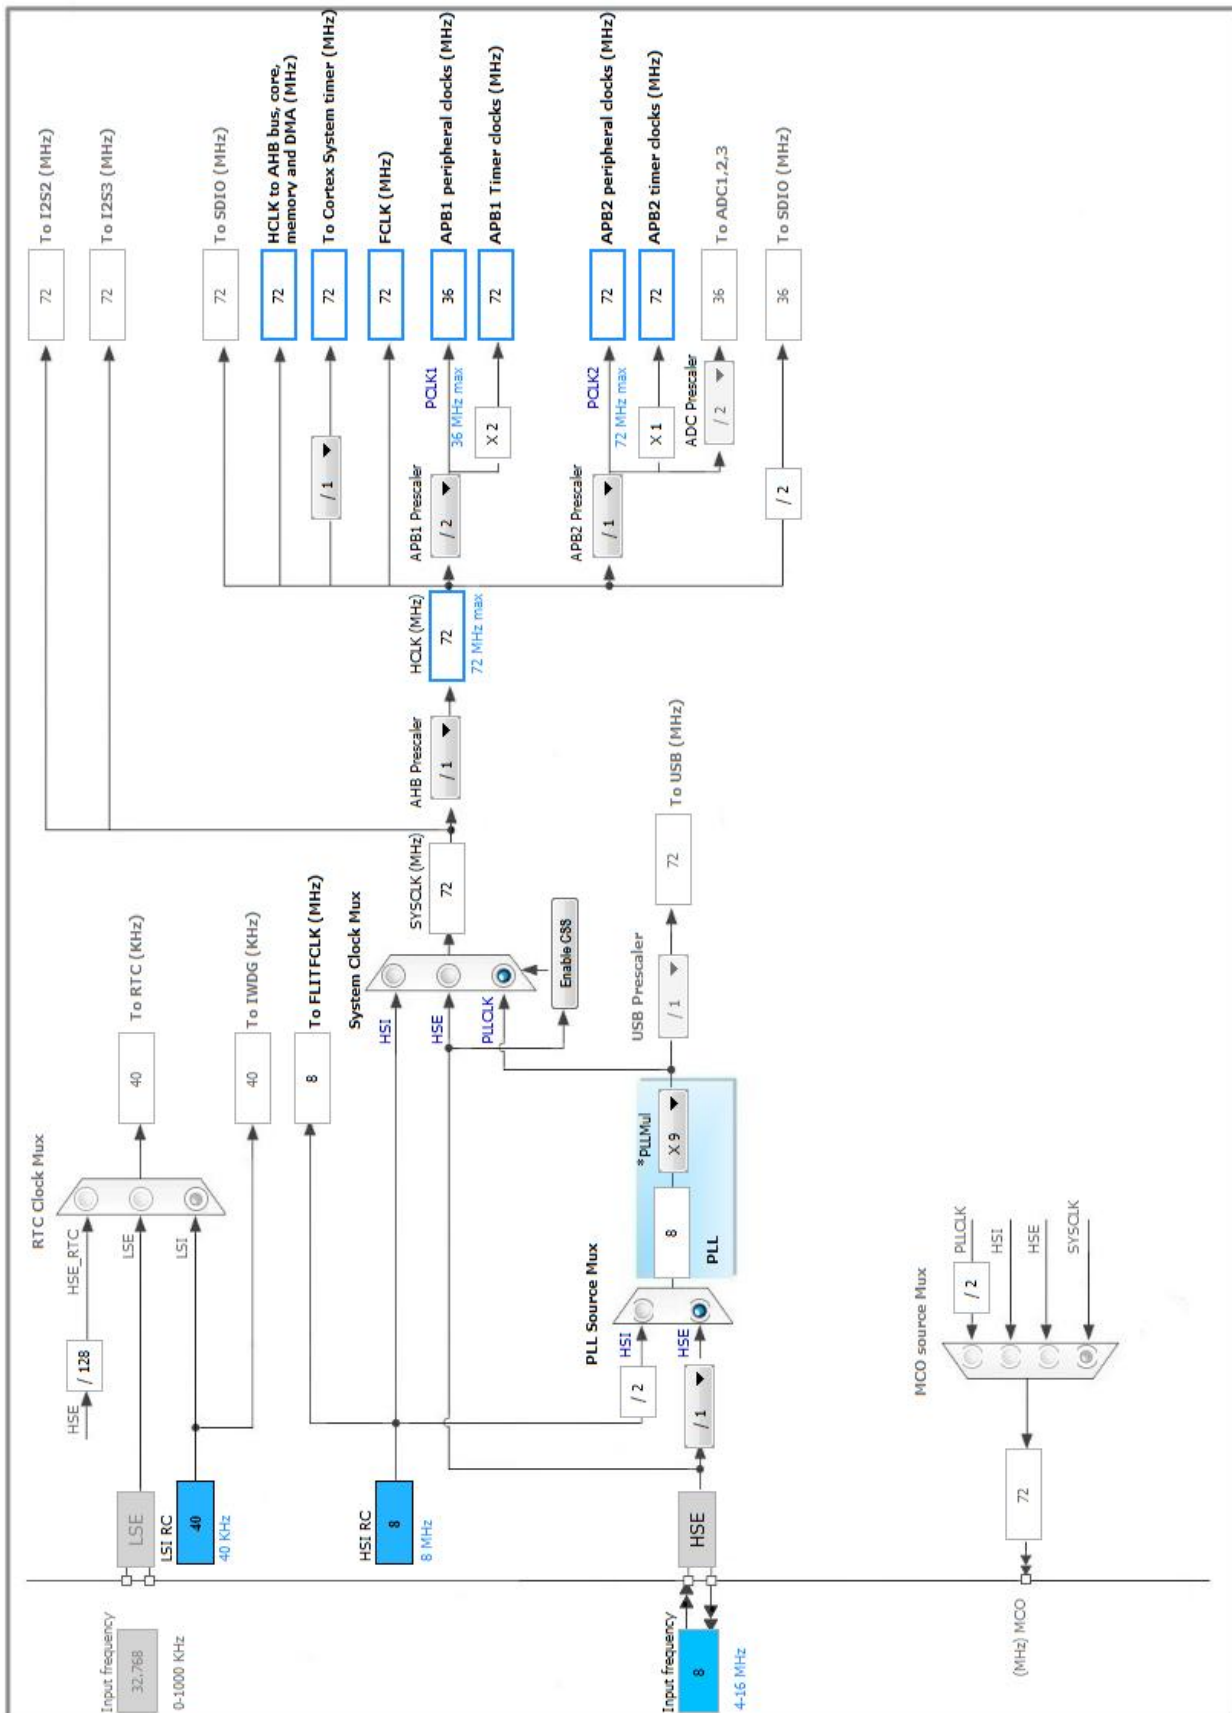 Input frequency
32.768
0-1000 KHz
LSE
LSI RC
40
40 KHz
HSE
/ 128
HSE_RTC
LSE
LSI
RTC Clock Mux
40
To RTC (KHz)
40
To IWDG (KHz)
HSI RC
8
8 MHz
8
To FLITFCLK (MHz)
System Clock Mux
HSI
HSE
PLLCLK
Enable CSS
SYSCLK (MHz)
72
AHB Prescaler
/ 1
HCLK (MHz)
72
72 MHz max
72
To I2S2 (MHz)
72
To I2S3 (MHz)
72
To SDIO (MHz)
72
HCLK to AHB bus, core,
memory and DMA (MHz)
/ 1
72
To Cortex System timer (MHz)
72
FCLK (MHz)
APB1 Prescaler
/ 2
PCLK1
36 MHz max
36
APB1 peripheral clocks (MHz)
X 2
72
APB1 Timer clocks (MHz)
APB2 Prescaler
/ 1
PCLK2
72 MHz max
72
APB2 peripheral clocks (MHz)
X 1
72
APB2 timer clocks (MHz)
ADC Prescaler
/ 2
36
To ADC1,2,3
/ 2
36
To SDIO (MHz)
Input frequency
8
4-16 MHz
HSE
/ 1
/ 2
HSI
HSE
PLL Source Mux
8
*PLLMul
X 9
PLL
USB Prescaler
/ 1
72
To USB (MHz)
(MHz) MCO
72
MCO source Mux
/ 2
PLLCLK
HSI
HSE
SYSCLK